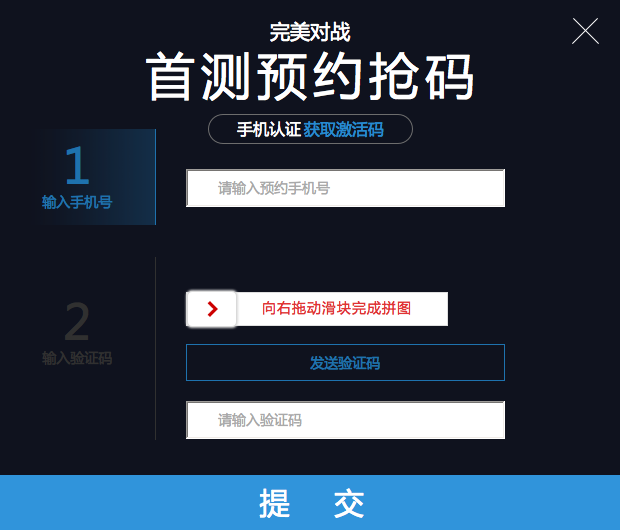 完美对战
首测预约抢码
手机认证 获取激活码
1
输入手机号
请输入预约手机号
2
输入验证码
向右拖动滑块完成拼图
发送验证码
请输入验证码
提 交